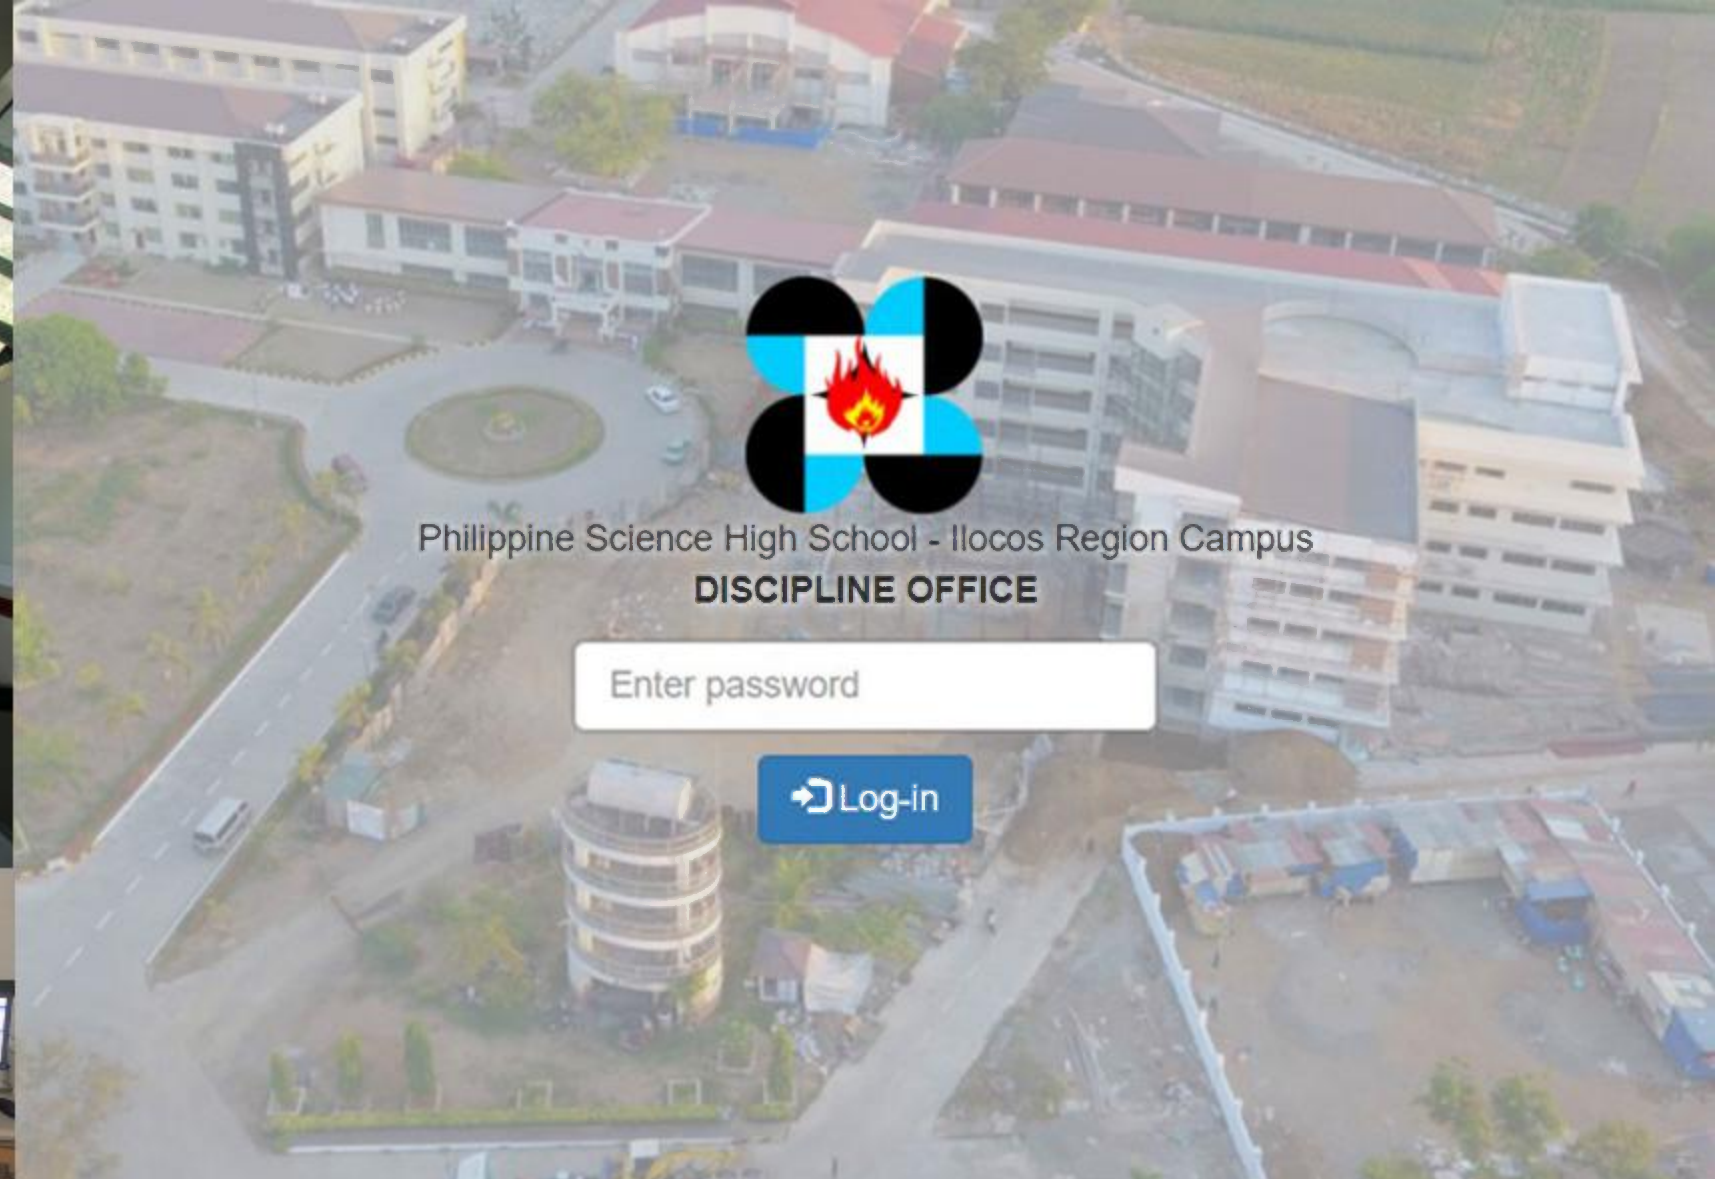 Philippine Science High School - Ilocos Region Campus
DISCIPLINE OFFICE
Enter password
Log-in